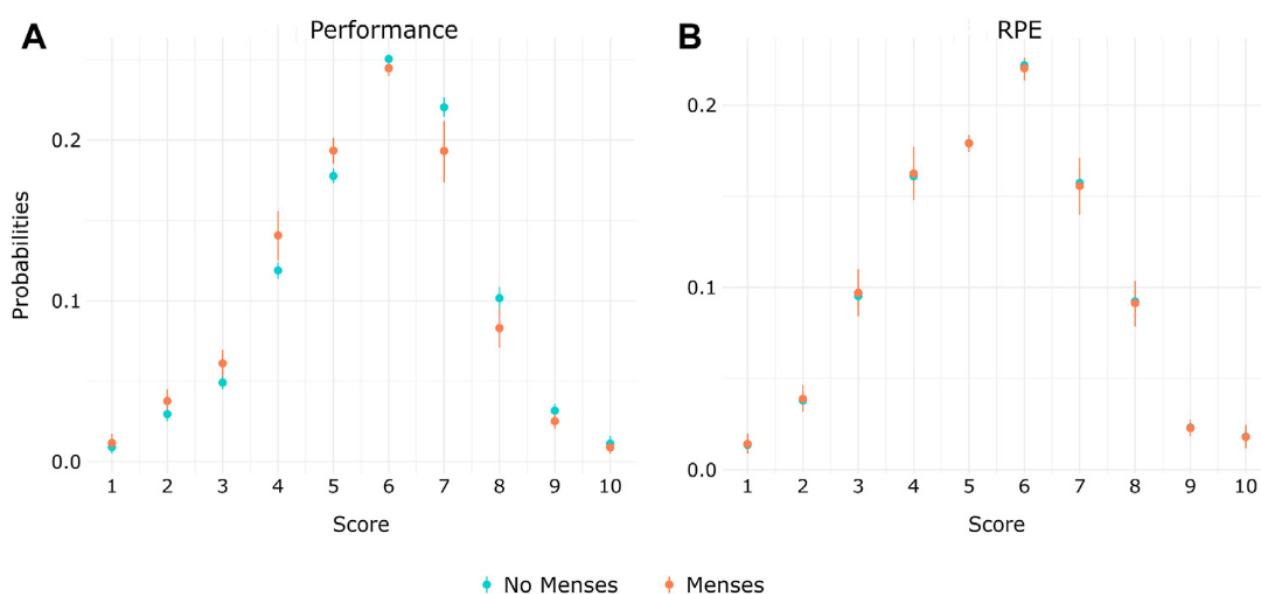 A
Performance
Probabilities
0.2
0.1
0.0
1 2 3 4 5 6 7 8 9 10
Score
B
RPE
0.2
0.1
0.0
1 2 3 4 5 6 7 8 9 10
Score
No Menses Menses